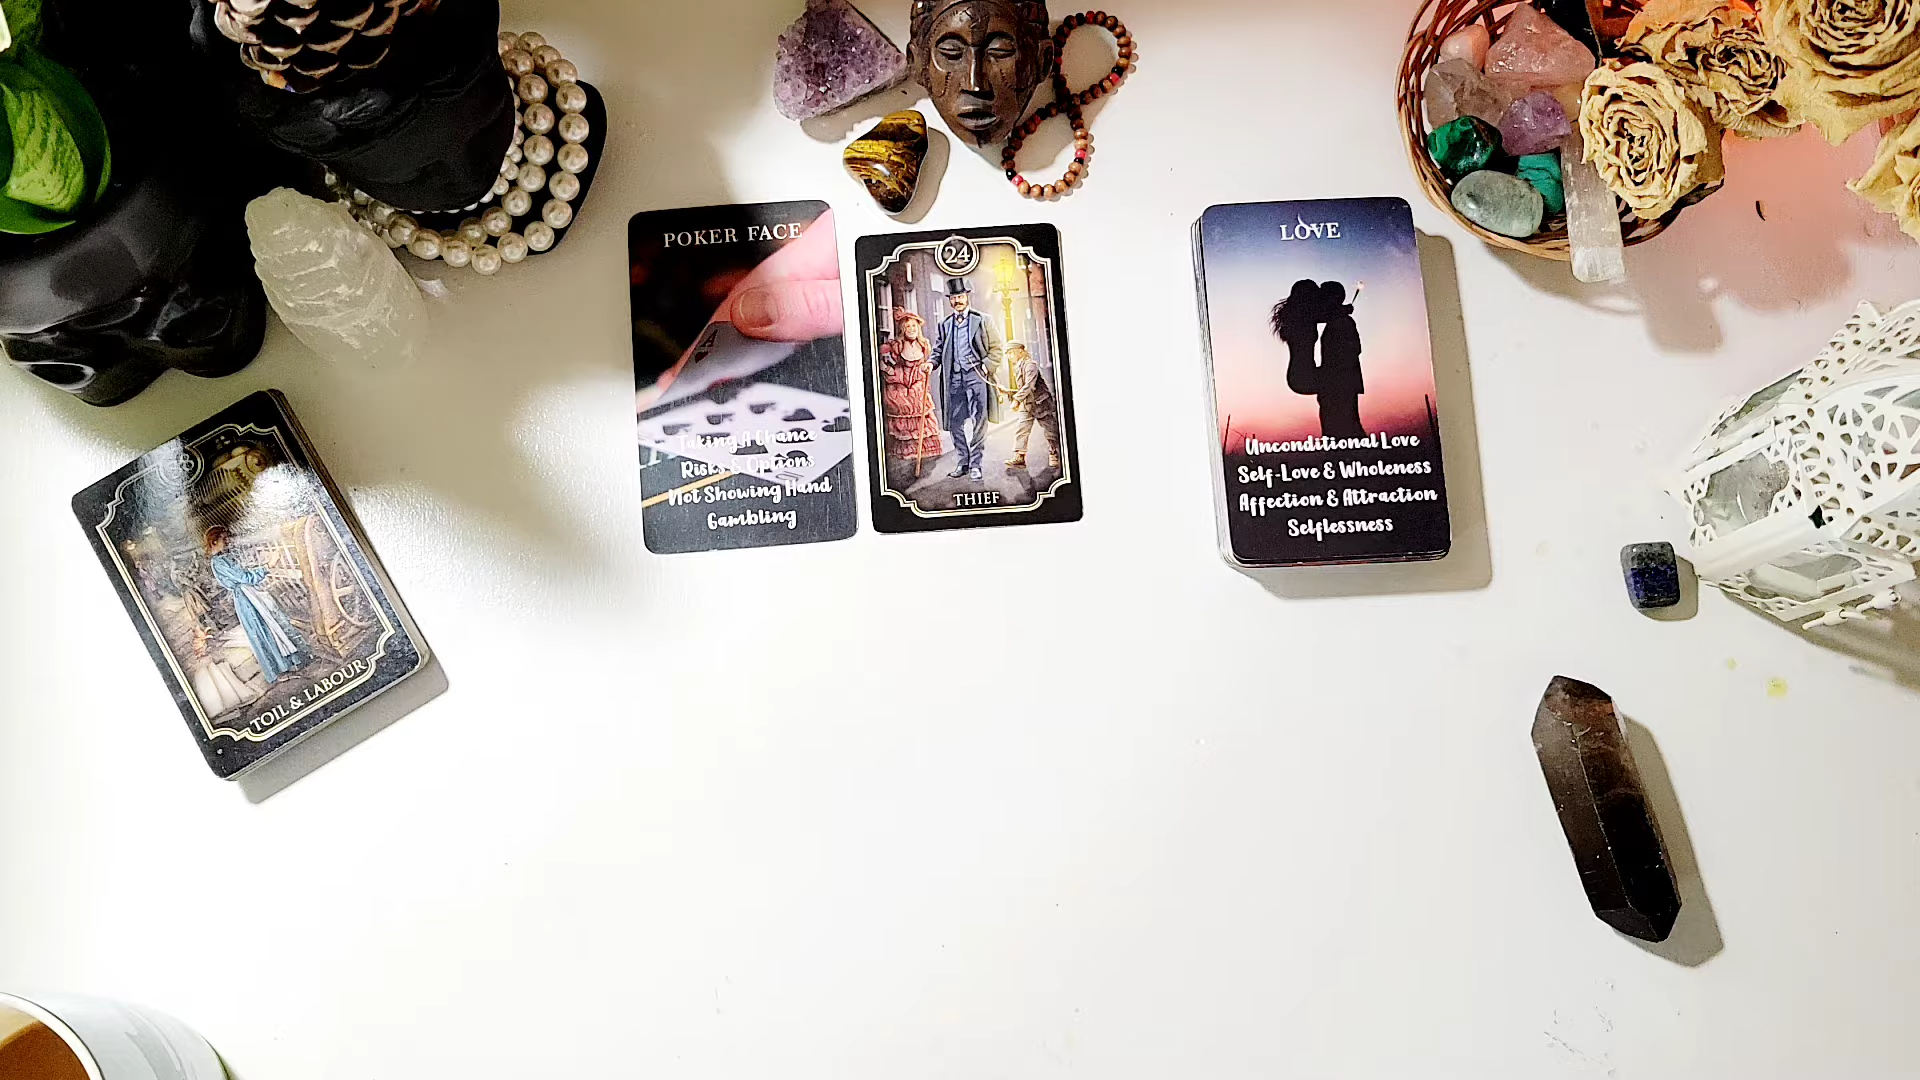 POKER FACE
Taking A Chance
Risks & Options
Not Showing Hand
Gambling
24
THIEF
LOVE
Unconditional Love
Self-Love & Wholeness
Affection & Attraction
Selflessness
TOIL & LABOUR